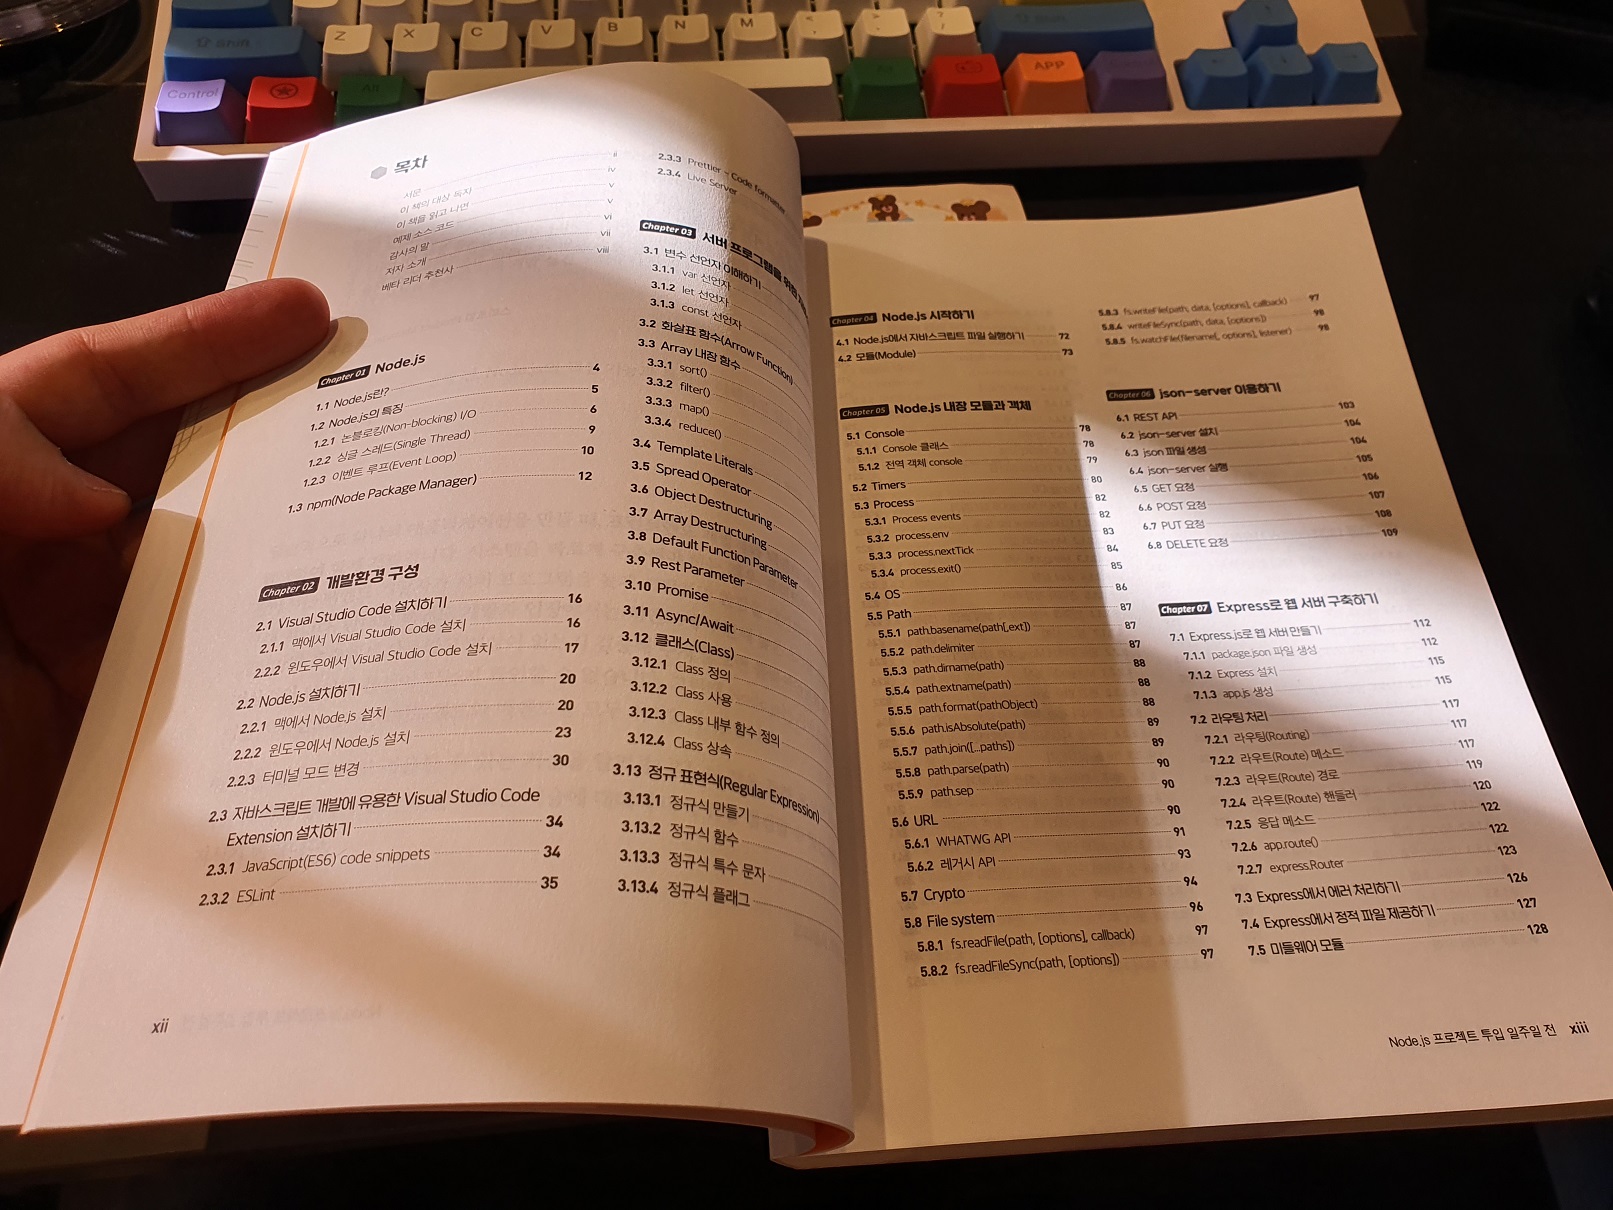 Shift
Z X C V B N M
Control
Alt
APP
목차
서문 ii
이 책의 대상 독자 iv
이 책을 읽고 나면 v
예제 소스 코드 v
감사의 말 vi
저자 소개 vii
베타 리더 추천사 viii
Chapter 01 Node.js
1.1 Node.js란? 4
1.2 Node.js의 특징 5
1.2.1 논블로킹(Non-blocking) I/O 6
1.2.2 싱글 스레드(Single Thread) 9
1.2.3 이벤트 루프(Event Loop) 10
1.3 npm(Node Package Manager) 12
Chapter 02 개발환경 구성
2.1 Visual Studio Code 설치하기 16
2.1.1 맥에서 Visual Studio Code 설치 16
2.2.2 윈도우에서 Visual Studio Code 설치 17
2.2 Node.js 설치하기 20
2.2.1 맥에서 Node.js 설치 20
2.2.2 윈도우에서 Node.js 설치 23
2.2.3 터미널 모드 변경 30
2.3 자바스크립트 개발에 유용한 Visual Studio Code
Extension 설치하기 34
2.3.1 JavaScript(ES6) code snippets 34
2.3.2 ESLint 35
2.3.3 Prettier - Code formatter
2.3.4 Live Server
Chapter 03 서버 프로그램을 위한
3.1 변수 선언자 이해하기
3.1.1 var 선언자
3.1.2 let 선언자
3.1.3 const 선언자
3.2 화살표 함수(Arrow Function)
3.3 Array 내장 함수
3.3.1 sort()
3.3.2 filter()
3.3.3 map()
3.3.4 reduce()
3.4 Template Literals
3.5 Spread Operator
3.6 Object Destructuring
3.7 Array Destructuring
3.8 Default Function Parameter
3.9 Rest Parameter
3.10 Promise
3.11 Async/Await
3.12 클래스(Class)
3.12.1 Class 정의
3.12.2 Class 사용
3.12.3 Class 내부 함수 정의
3.12.4 Class 상속
3.13 정규 표현식(Regular Expression)
3.13.1 정규식 만들기
3.13.2 정규식 함수
3.13.3 정규식 특수 문자
3.13.4 정규식 플래그
xii
Chapter 04 Node.js 시작하기
4.1 Node.js에서 자바스크립트 파일 실행하기 72
4.2 모듈(Module) 73
Chapter 05 Node.js 내장 모듈과 객체
5.1 Console 78
5.1.1 Console 클래스 78
5.1.2 전역 객체 console 79
5.2 Timers 80
5.3 Process 82
5.3.1 Process events 82
5.3.2 process.env 83
5.3.3 process.nextTick 84
5.3.4 process.exit() 85
5.4 OS 86
5.5 Path 87
5.5.1 path.basename(path[,ext]) 87
5.5.2 path.delimiter 87
5.5.3 path.dirname(path) 88
5.5.4 path.extname(path) 88
5.5.5 path.format(pathObject) 88
5.5.6 path.isAbsolute(path) 89
5.5.7 path.join([...paths]) 89
5.5.8 path.parse(path) 90
5.5.9 path.sep 90
5.6 URL 90
5.6.1 WHATWG API 91
5.6.2 레거시 API 93
5.7 Crypto 94
5.8 File system 96
5.8.1 fs.readFile(path, [options], callback) 97
5.8.2 fs.readFileSync(path, [options]) 97
5.8.3 fs.writeFile(path, data, [options], callback) 97
5.8.4 writeFileSync(path, data, [options]) 98
5.8.5 fs.watchFile(filename[, options], listener) 98
Chapter 06 json-server 이용하기
6.1 REST API 103
6.2 json-server 설치 104
6.3 json 파일 생성 104
6.4 json-server 실행 105
6.5 GET 요청 106
6.6 POST 요청 107
6.7 PUT 요청 108
6.8 DELETE 요청 109
Chapter 07 Express로 웹 서버 구축하기
7.1 Express.js로 웹 서버 만들기 112
7.1.1 package.json 파일 생성 112
7.1.2 Express 설치 115
7.1.3 app.js 생성 115
7.2 라우팅 처리 117
7.2.1 라우팅(Routing) 117
7.2.2 라우트(Route) 메소드 117
7.2.3 라우트(Route) 경로 119
7.2.4 라우트(Route) 핸들러 120
7.2.5 응답 메소드 122
7.2.6 app.route() 122
7.2.7 express.Router 123
7.3 Express에서 에러 처리하기 126
7.4 Express에서 정적 파일 제공하기 127
7.5 미들웨어 모듈 128
Node.js 프로젝트 투입 일주일 전 xiii